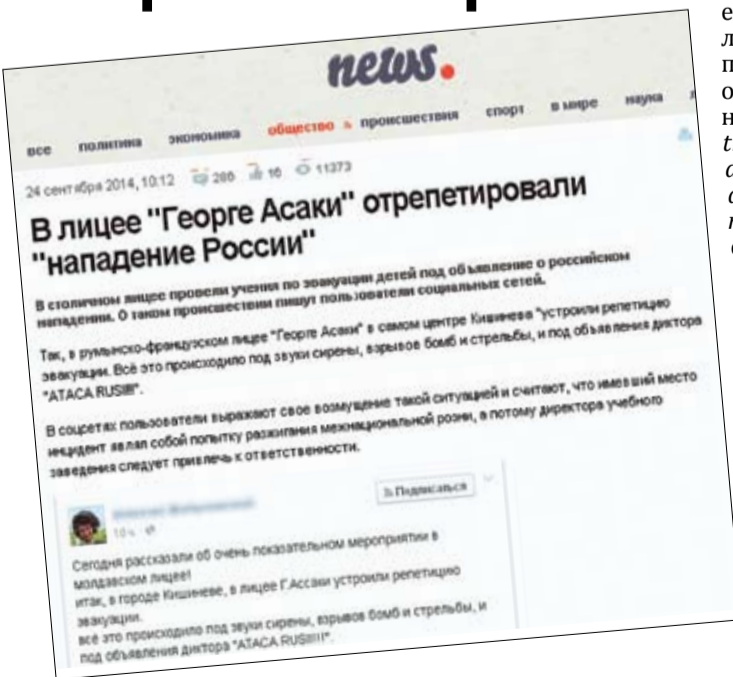 news.
все политика экономика общество происшествия спорт в мире наука
24 сентября 2014, 10:12 280 10 11373
В лицее "Георге Асаки" отрепетировали
"нападение России"
В столичном лицее провели учения по эвакуации детей под объявление о российском
нападении. О таком происшествии пишут пользователи социальных сетей.
Так, в румынско-французском лицее "Георге Асаки" в самом центре Кишинева "устроили репетицию
эвакуации. Всё это происходило под звуки сирены, взрывов бомб и стрельбы, и под объявления диктора
"ATACA RUSII!!!".
В соцсетях пользователи выражают свое возмущение такой ситуацией и считают, что имевший место
инцидент являл собой попытку разжигания межнациональной розни, а потому директора учебного
заведения следует привлечь к ответственности.
Подписаться
Сегодня рассказали об очень показательном мероприятии в
молдавском лицее!
итак, в городе Кишиневе, в лицее Г.Ассаки устроили репетицию
эвакуации.
всё это происходило под звуки сирены, взрывов бомб и стрельбы, и
под объявления диктора "ATACA RUSII!!!!".